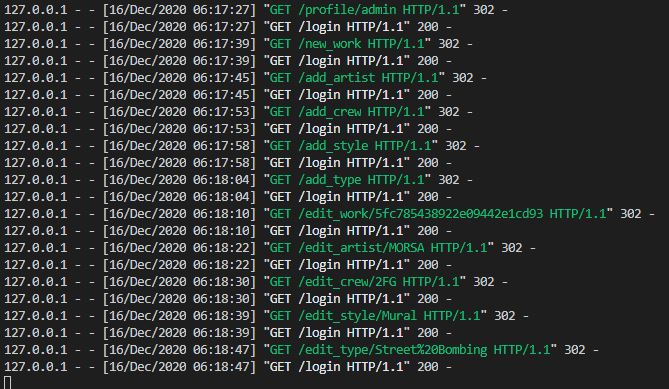 127.0.0.1 - - [16/Dec/2020 06:17:27] "GET /profile/admin HTTP/1.1" 302 -
127.0.0.1 - - [16/Dec/2020 06:17:27] "GET /login HTTP/1.1" 200 -
127.0.0.1 - - [16/Dec/2020 06:17:39] "GET /new_work HTTP/1.1" 302 -
127.0.0.1 - - [16/Dec/2020 06:17:39] "GET /login HTTP/1.1" 200 -
127.0.0.1 - - [16/Dec/2020 06:17:45] "GET /add_artist HTTP/1.1" 302 -
127.0.0.1 - - [16/Dec/2020 06:17:45] "GET /login HTTP/1.1" 200 -
127.0.0.1 - - [16/Dec/2020 06:17:53] "GET /add_crew HTTP/1.1" 302 -
127.0.0.1 - - [16/Dec/2020 06:17:53] "GET /login HTTP/1.1" 200 -
127.0.0.1 - - [16/Dec/2020 06:17:58] "GET /add_style HTTP/1.1" 302 -
127.0.0.1 - - [16/Dec/2020 06:17:58] "GET /login HTTP/1.1" 200 -
127.0.0.1 - - [16/Dec/2020 06:18:04] "GET /add_type HTTP/1.1" 302 -
127.0.0.1 - - [16/Dec/2020 06:18:04] "GET /login HTTP/1.1" 200 -
127.0.0.1 - - [16/Dec/2020 06:18:10] "GET /edit_work/5fc785438922e09442e1cd93 HTTP/1.1" 302 -
127.0.0.1 - - [16/Dec/2020 06:18:10] "GET /login HTTP/1.1" 200 -
127.0.0.1 - - [16/Dec/2020 06:18:22] "GET /edit_artist/MORSA HTTP/1.1" 302 -
127.0.0.1 - - [16/Dec/2020 06:18:22] "GET /login HTTP/1.1" 200 -
127.0.0.1 - - [16/Dec/2020 06:18:30] "GET /edit_crew/2FG HTTP/1.1" 302 -
127.0.0.1 - - [16/Dec/2020 06:18:30] "GET /login HTTP/1.1" 200 -
127.0.0.1 - - [16/Dec/2020 06:18:39] "GET /edit_style/Mural HTTP/1.1" 302 -
127.0.0.1 - - [16/Dec/2020 06:18:39] "GET /login HTTP/1.1" 200 -
127.0.0.1 - - [16/Dec/2020 06:18:47] "GET /edit_type/Street%20Bombing HTTP/1.1" 302 -
127.0.0.1 - - [16/Dec/2020 06:18:47] "GET /login HTTP/1.1" 200 -